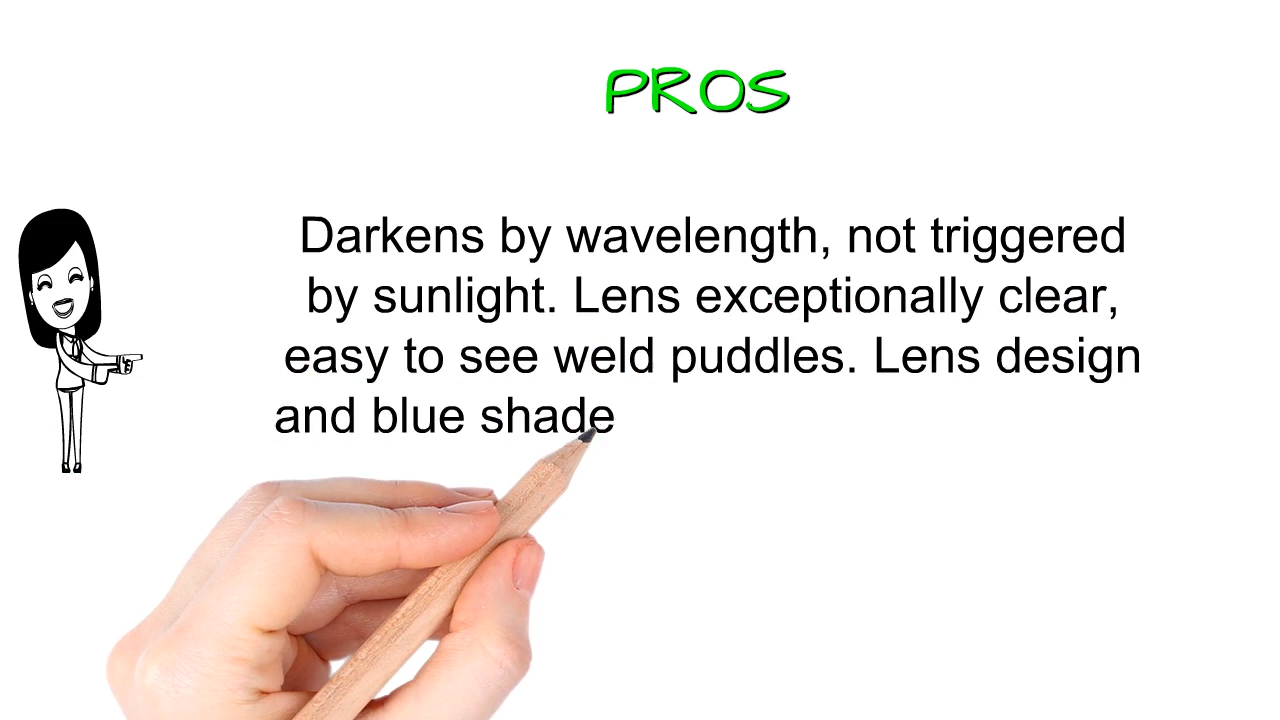 PROS
Darkens by wavelength, not triggered
by sunlight. Lens exceptionally clear,
easy to see weld puddles. Lens design
and blue shade